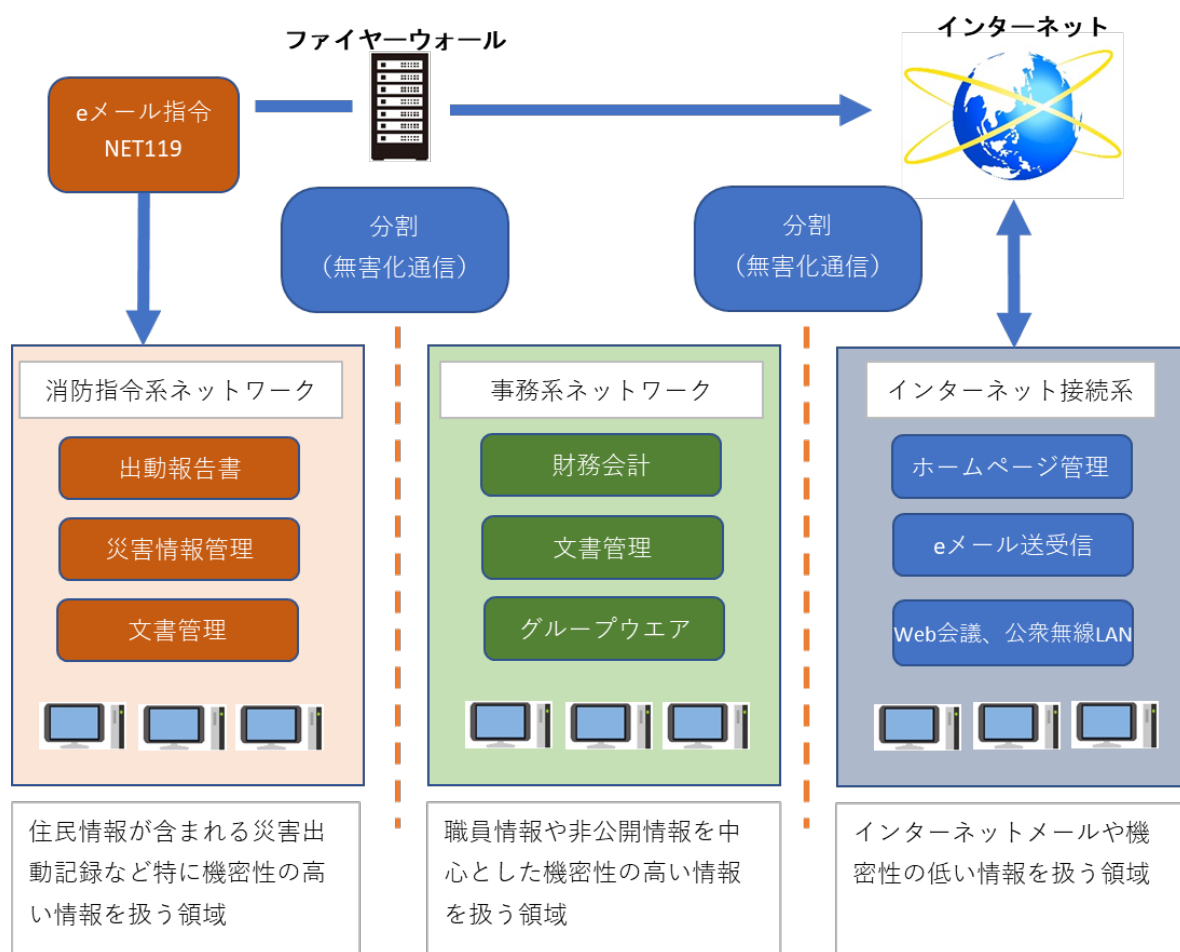 ファイヤーウォール
インターネット
eメール指令
NET119
分割
（無害化通信）
分割
（無害化通信）
消防指令系ネットワーク
出動報告書
災害情報管理
文書管理
事務系ネットワーク
財務会計
文書管理
グループウエア
インターネット接続系
ホームページ管理
eメール送受信
Web会議、公衆無線LAN
住民情報が含まれる災害出
動記録など特に機密性の高
い情報を扱う領域
職員情報や非公開情報を中
心とした機密性の高い情報
を扱う領域
インターネットメールや機
密性の低い情報を扱う領域